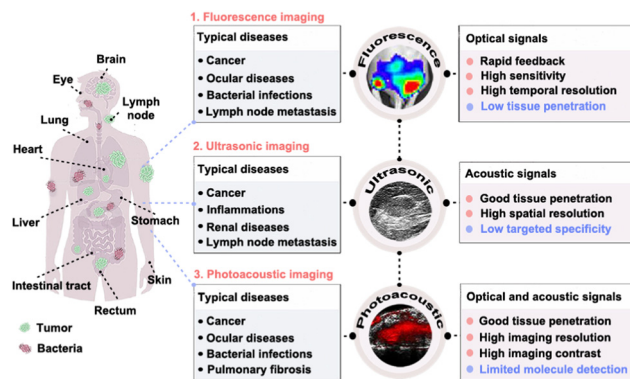 Brain
Eye
Lymph
node
Lung
Heart
Liver
Stomach
Intestinal tract
Skin
Rectum
Tumor
Bacteria
1. Fluorescence imaging
Typical diseases
• Cancer
• Ocular diseases
• Bacterial infections
• Lymph node metastasis
Fluorescence
Optical signals
Rapid feedback
High sensitivity
High temporal resolution
Low tissue penetration
2. Ultrasonic imaging
Typical diseases
• Cancer
• Inflammations
• Renal diseases
• Lymph node metastasis
Ultrasonic
Acoustic signals
Good tissue penetration
High spatial resolution
Low targeted specificity
3. Photoacoustic imaging
Typical diseases
• Cancer
• Ocular diseases
• Bacterial infections
• Pulmonary fibrosis
Photoacoustic
Optical and acoustic signals
Good tissue penetration
High imaging resolution
High imaging contrast
Limited molecule detection